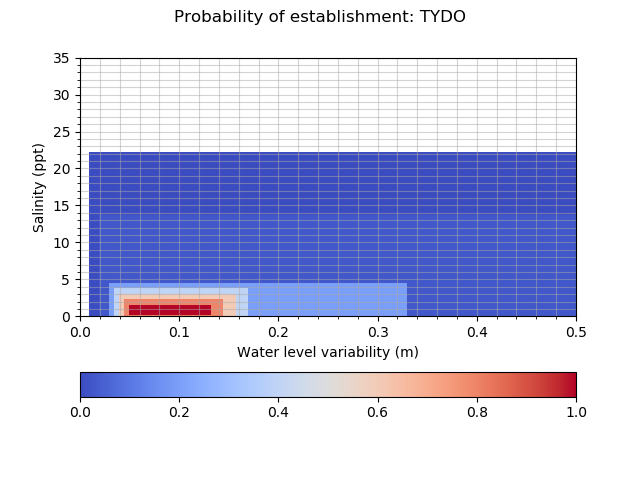 Probability of establishment: TYDO
35
30
25
20
15
10
5
0
Salinity (ppt)
0.0 0.1 0.2 0.3 0.4 0.5
Water level variability (m)
0.0 0.2 0.4 0.6 0.8 1.0